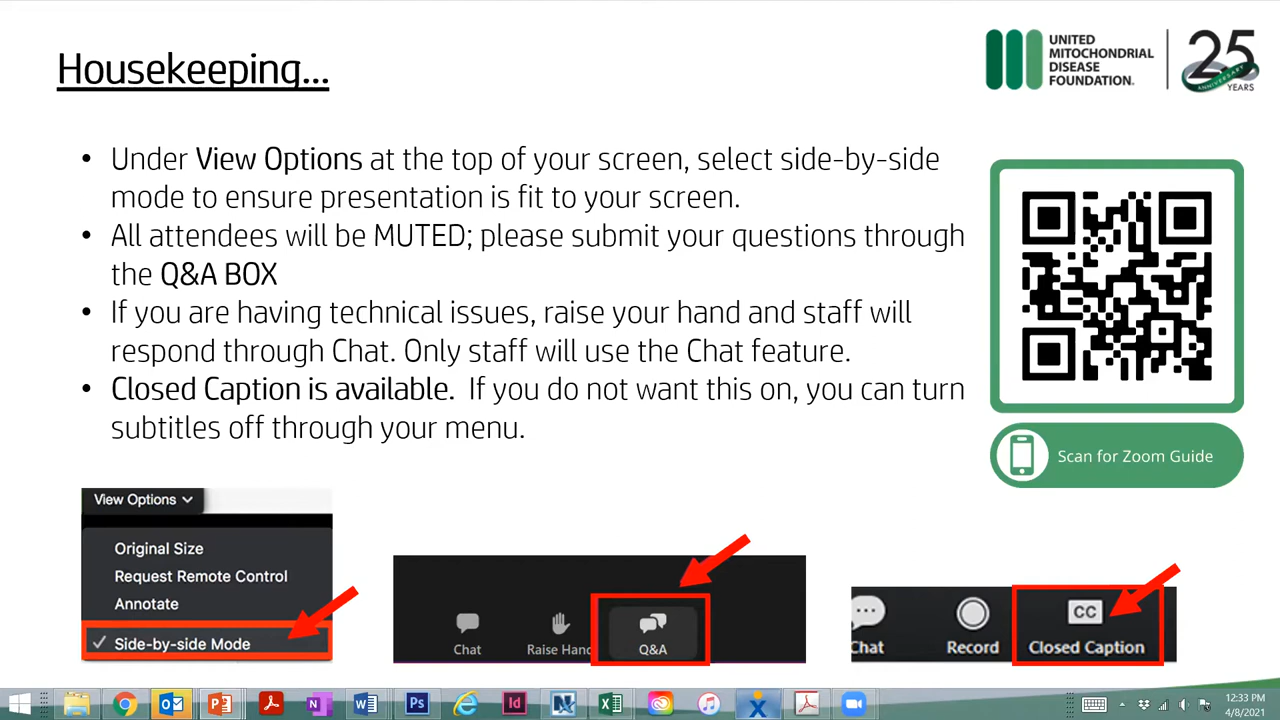 Housekeeping...
UNITED
MITOCHONDRIAL
DISEASE
FOUNDATION.
25
ANNIVERSARY
YEARS
• Under View Options at the top of your screen, select side-by-side
mode to ensure presentation is fit to your screen.
• All attendees will be MUTED; please submit your questions through
the Q&A BOX
• If you are having technical issues, raise your hand and staff will
respond through Chat. Only staff will use the Chat feature.
• Closed Caption is available. If you do not want this on, you can turn
subtitles off through your menu.
Scan for Zoom Guide
View Options
Original Size
Request Remote Control
Annotate
✓ Side-by-side Mode
Chat
Raise Hand
Q&A
Chat
Record
CC
Closed Caption
12:33 PM
4/8/2021